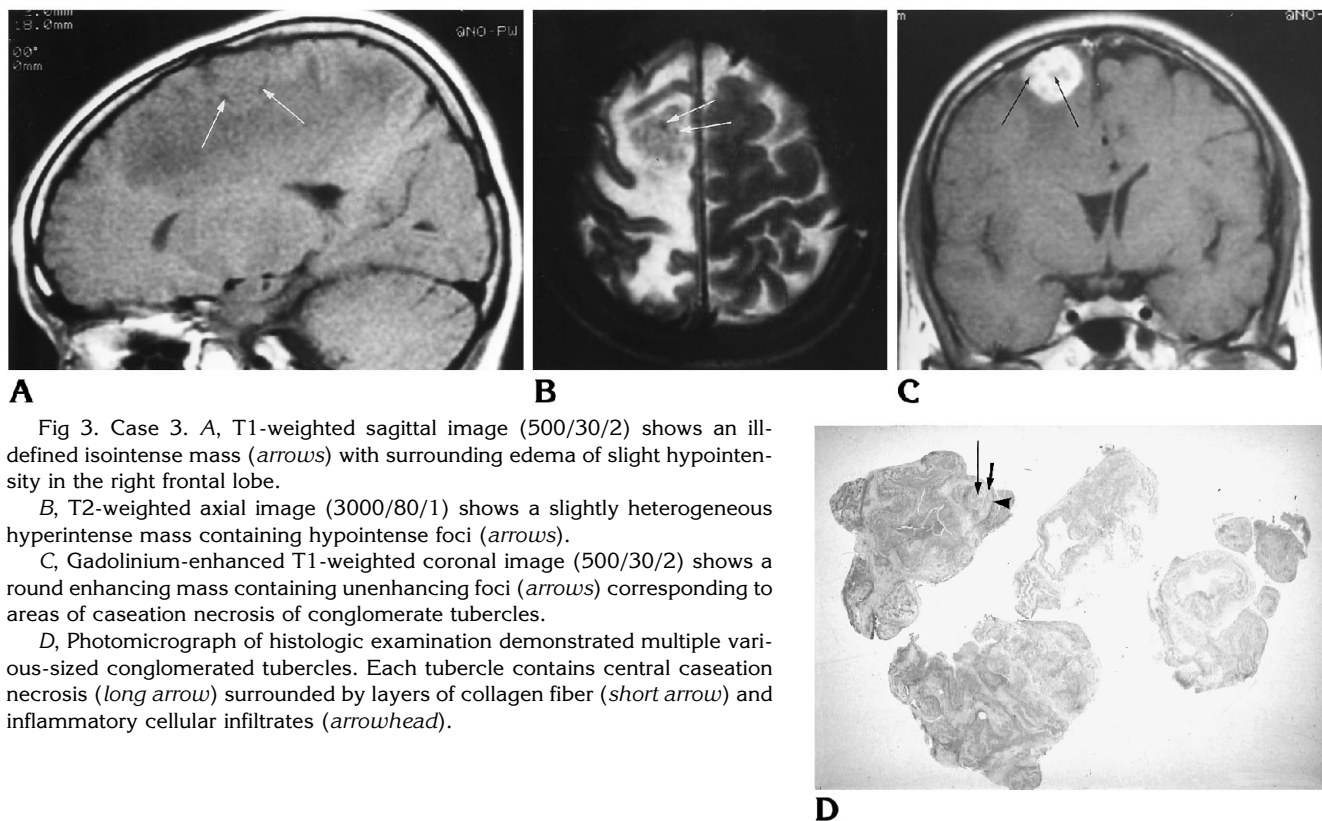 18.0mm
00°
0mm
@NO-PW
m
@NO
A
B
C
Fig 3. Case 3. A, T1-weighted sagittal image (500/30/2) shows an ill-
defined isointense mass (arrows) with surrounding edema of slight hypointen-
sity in the right frontal lobe.
B, T2-weighted axial image (3000/80/1) shows a slightly heterogeneous
hyperintense mass containing hypointense foci (arrows).
C, Gadolinium-enhanced T1-weighted coronal image (500/30/2) shows a
round enhancing mass containing unenhancing foci (arrows) corresponding to
areas of caseation necrosis of conglomerate tubercles.
D, Photomicrograph of histologic examination demonstrated multiple vari-
ous-sized conglomerated tubercles. Each tubercle contains central caseation
necrosis (long arrow) surrounded by layers of collagen fiber (short arrow) and
inflammatory cellular infiltrates (arrowhead).
D